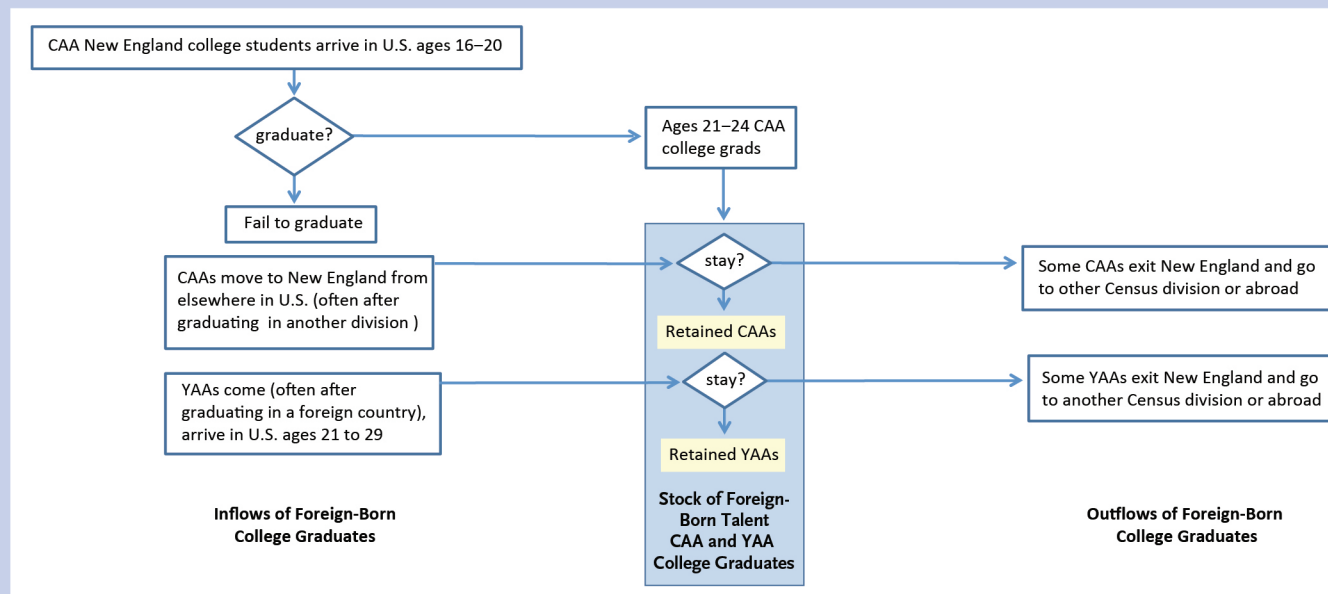 CAA New England college students arrive in U.S. ages 16–20
graduate?
Ages 21–24 CAA
college grads
Fail to graduate
CAAs move to New England from
elsewhere in U.S. (often after
graduating in another division )
stay?
Some CAAs exit New England and go
to other Census division or abroad
Retained CAAs
YAAs come (often after
graduating in a foreign country),
arrive in U.S. ages 21 to 29
stay?
Some YAAs exit New England and go
to another Census division or abroad
Retained YAAs
Inflows of Foreign-Born
College Graduates
Stock of Foreign-
Born Talent
CAA and YAA
College Graduates
Outflows of Foreign-Born
College Graduates